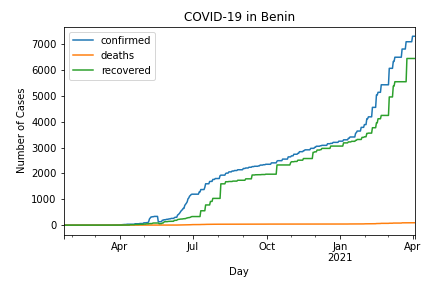 COVID-19 in Benin
confirmed
deaths
recovered
Number of Cases
7000
6000
5000
4000
3000
2000
1000
0
Apr Jul Oct Jan Apr
2021
Day